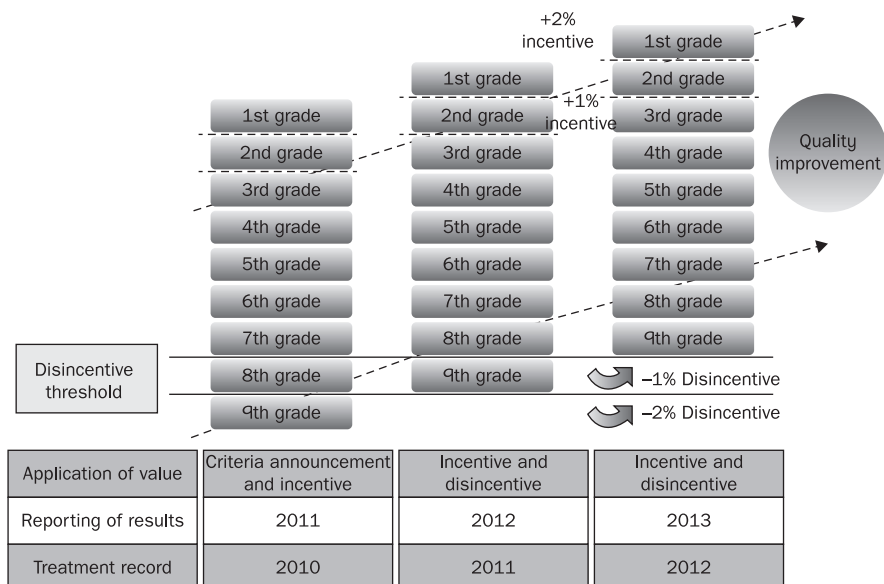 +2%
incentive
1st grade
2nd grade
3rd grade
4th grade
5th grade
6th grade
7th grade
8th grade
9th grade
1st grade
2nd grade
3rd grade
4th grade
5th grade
6th grade
7th grade
8th grade
9th grade
+1%
incentive
1st grade
2nd grade
3rd grade
4th grade
5th grade
6th grade
7th grade
8th grade
9th grade
Quality
improvement
Disincentive
threshold
–1% Disincentive
–2% Disincentive
Application of value
Criteria announcement
and incentive
Incentive and
disincentive
Incentive and
disincentive
Reporting of results
2011
2012
2013
Treatment record
2010
2011
2012